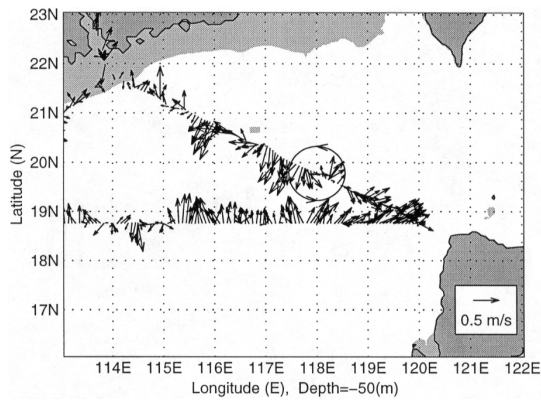 23N
22N
21N
20N
19N
18N
17N
Latitude (N)
0.5 m/s
114E 115E 116E 117E 118E 119E 120E 121E 122E
Longitude (E), Depth=−50(m)